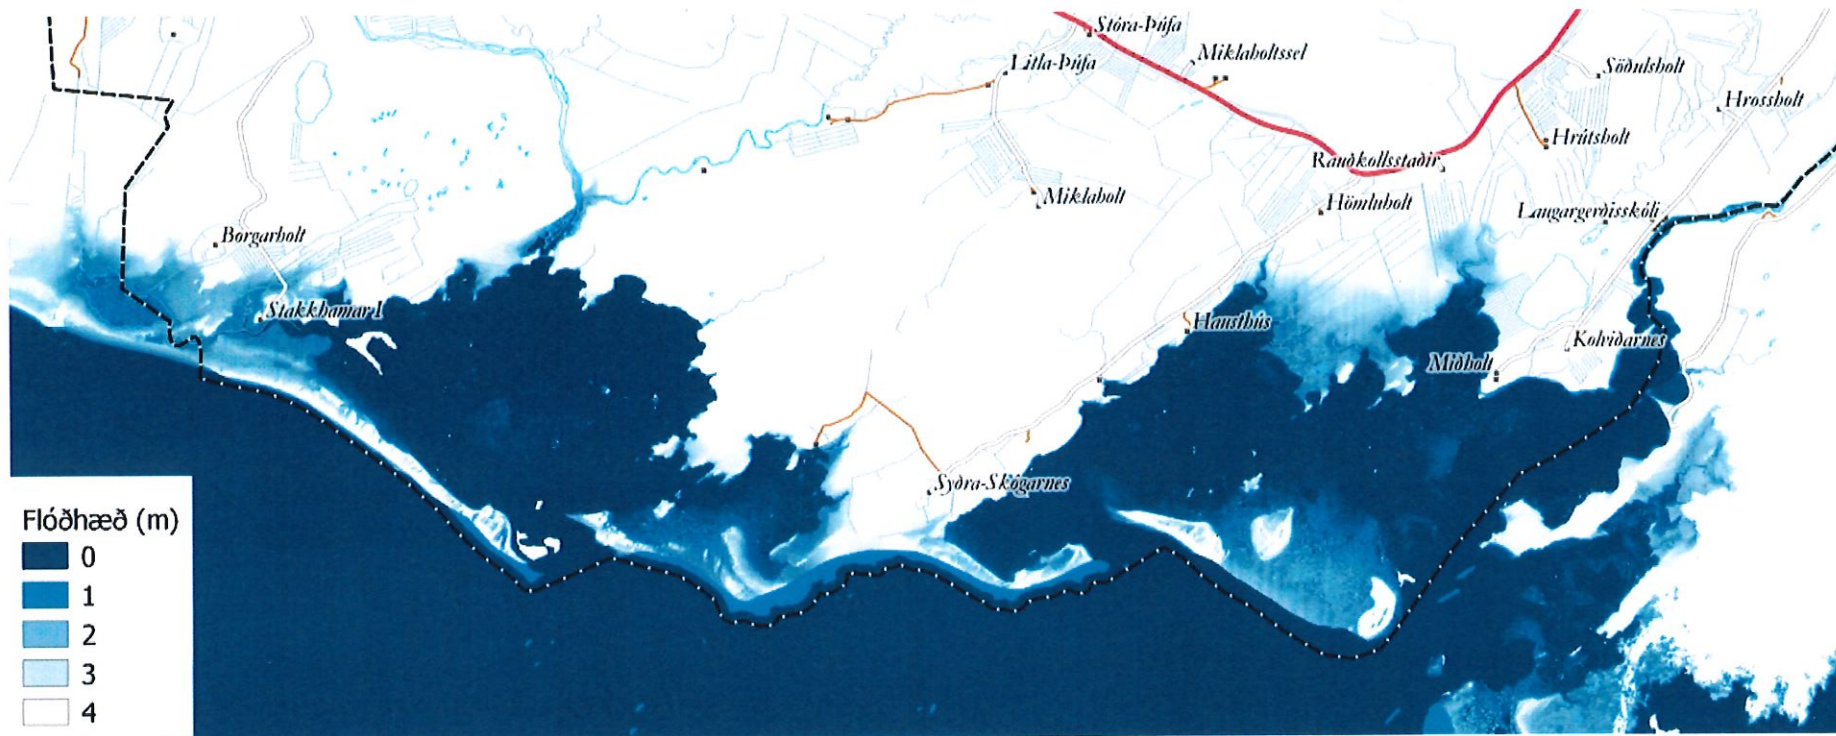 Stóra-Þúfa
Miklaholtssel
Litla-Þúfa
Söðulsholt
Hrossholt
Hrútsholt
Rauðkollsstaðir
Miklaholt
Hömluholt
Laugargerðisskóli
Borgarholt
Stakkhamar I
Hausthús
Kolviðarnes
Miðholt
Syðra-Skógarnes
Flóðhæð (m)
0
1
2
3
4